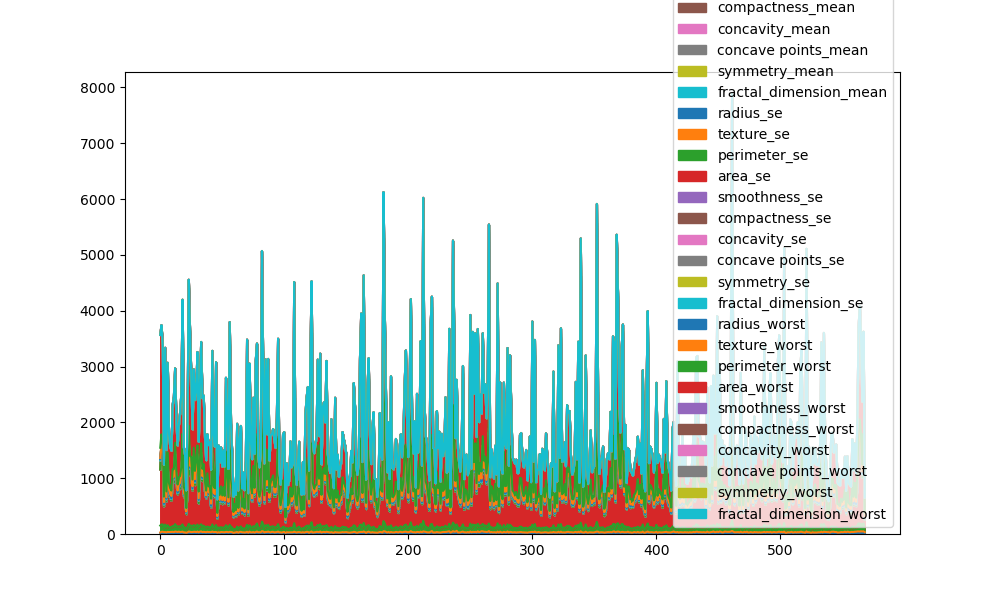 compactness_mean
concavity_mean
concave points_mean
symmetry_mean
fractal_dimension_mean
radius_se
texture_se
perimeter_se
area_se
smoothness_se
compactness_se
concavity_se
concave points_se
symmetry_se
fractal_dimension_se
radius_worst
texture_worst
perimeter_worst
area_worst
smoothness_worst
compactness_worst
concavity_worst
concave points_worst
symmetry_worst
fractal_dimension_worst
8000
7000
6000
5000
4000
3000
2000
1000
0
0 100 200 300 400 500